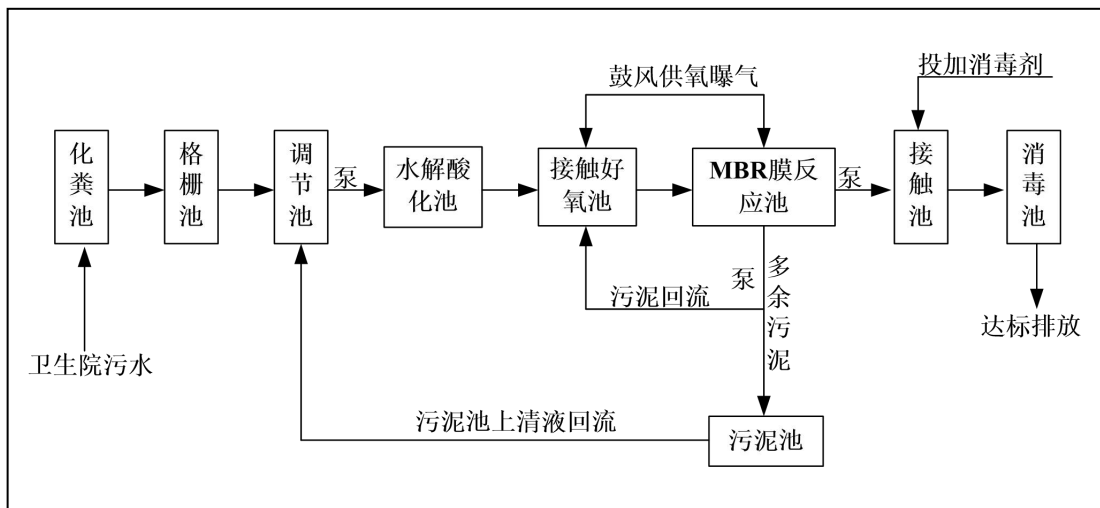 鼓风供氧曝气
投加消毒剂
化粪池
格栅池
调节池
泵
水解酸
化池
接触好
氧池
MBR膜反
应池
泵
接触池
消毒池
泵
多余污泥
污泥回流
卫生院污水
达标排放
污泥池上清液回流
污泥池